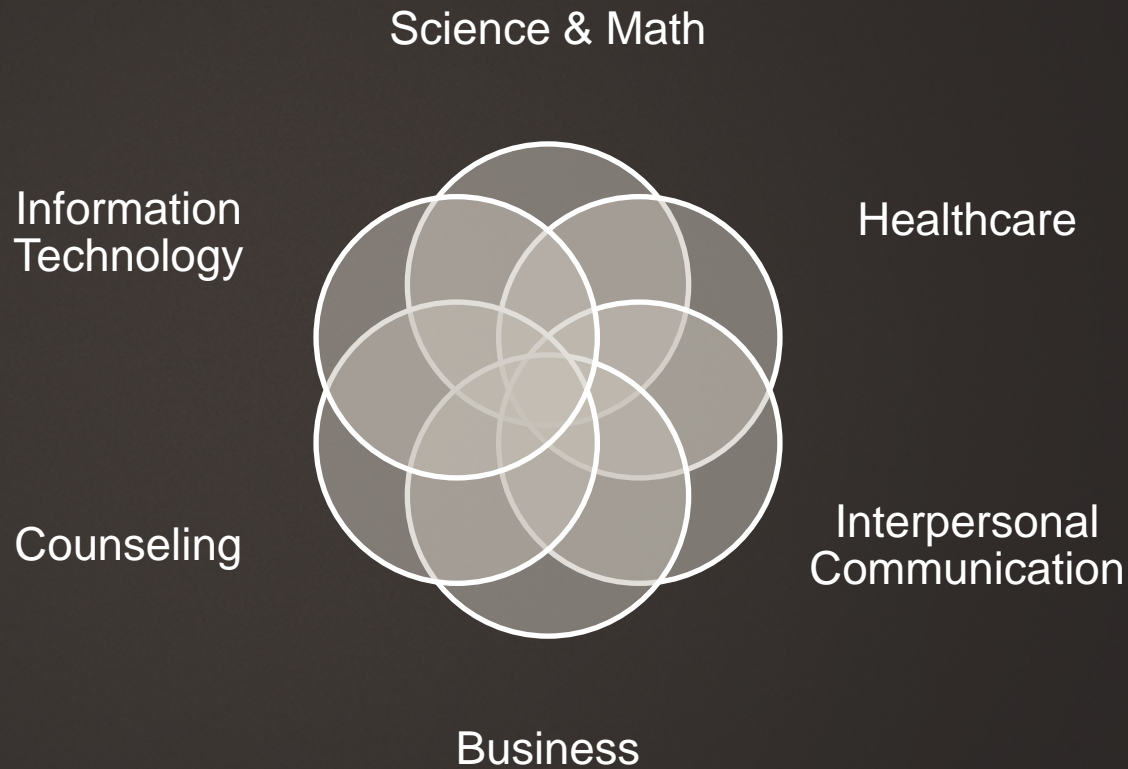 Science & Math
Information
Technology
Healthcare
Counseling
Interpersonal
Communication
Business